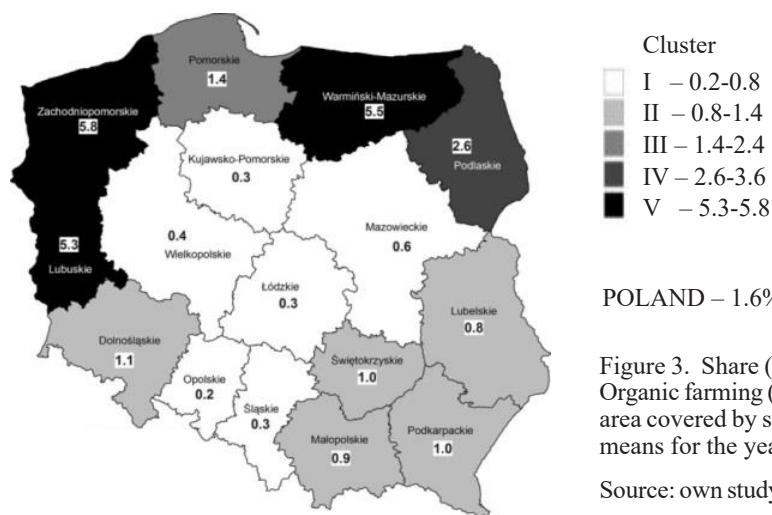 Pomorskie
1.4
Zachodniopomorskie
5.8
Warmiński-Mazurskie
5.5
2.6
Podlaskie
Kujawsko-Pomorskie
0.3
0.4
Wielkopolskie
Mazowieckie
0.6
5.3
Lubuskie
Łódzkie
0.3
Lubelskie
0.8
Dolnośląskie
1.1
Opolskie
0.2
Śląskie
0.3
Świętokrzyskie
1.0
Małopolskie
0.9
Podkarpackie
1.0
Cluster
I – 0.2-0.8
II – 0.8-1.4
III – 1.4-2.4
IV – 2.6-3.6
V – 5.3-5.8
POLAND – 1.6%
Figure 3. Share (
Organic farming (
area covered by s
means for the yea
Source: own study